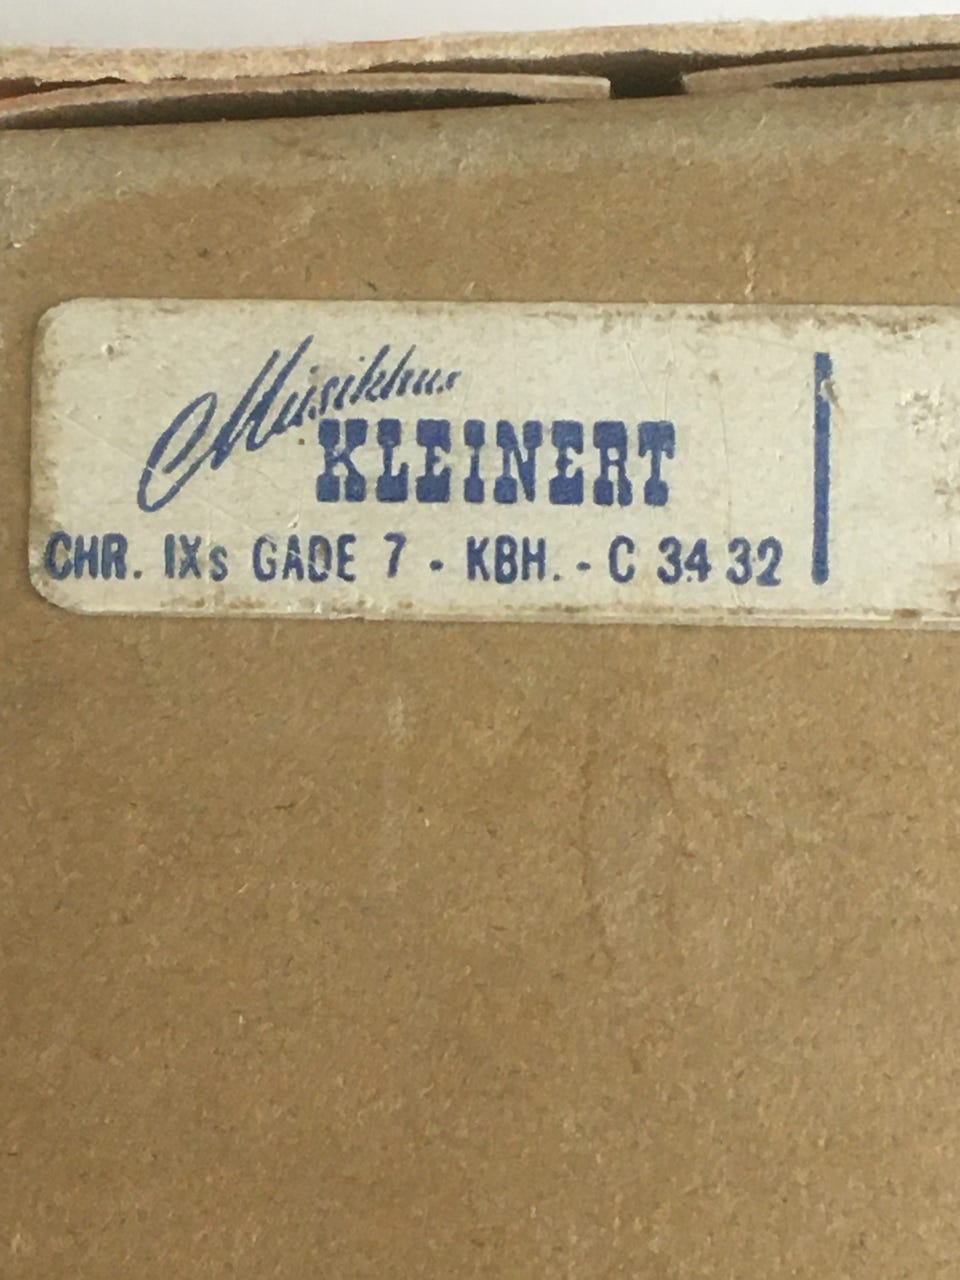 Musikhus
KLEINERT
CHR. IXs GADE 7 - KBH. - C 34 32